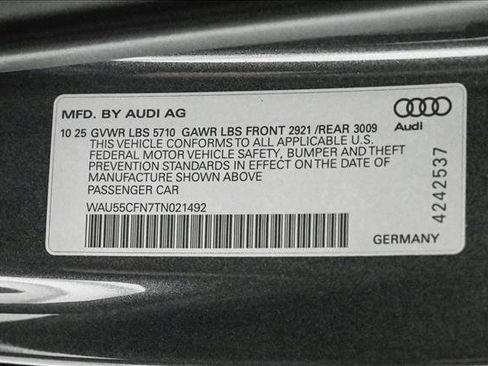 MFD. BY AUDI AG
10 25 GVWR LBS 5710 GAWR LBS FRONT 2921 /REAR 3009
THIS VEHICLE CONFORMS TO ALL APPLICABLE U.S.
FEDERAL MOTOR VEHICLE SAFETY, BUMPER AND THEFT
PREVENTION STANDARDS IN EFFECT ON THE DATE OF
MANUFACTURE SHOWN ABOVE
PASSENGER CAR
WAU55CFN7TN021492
Audi
4242537
GERMANY